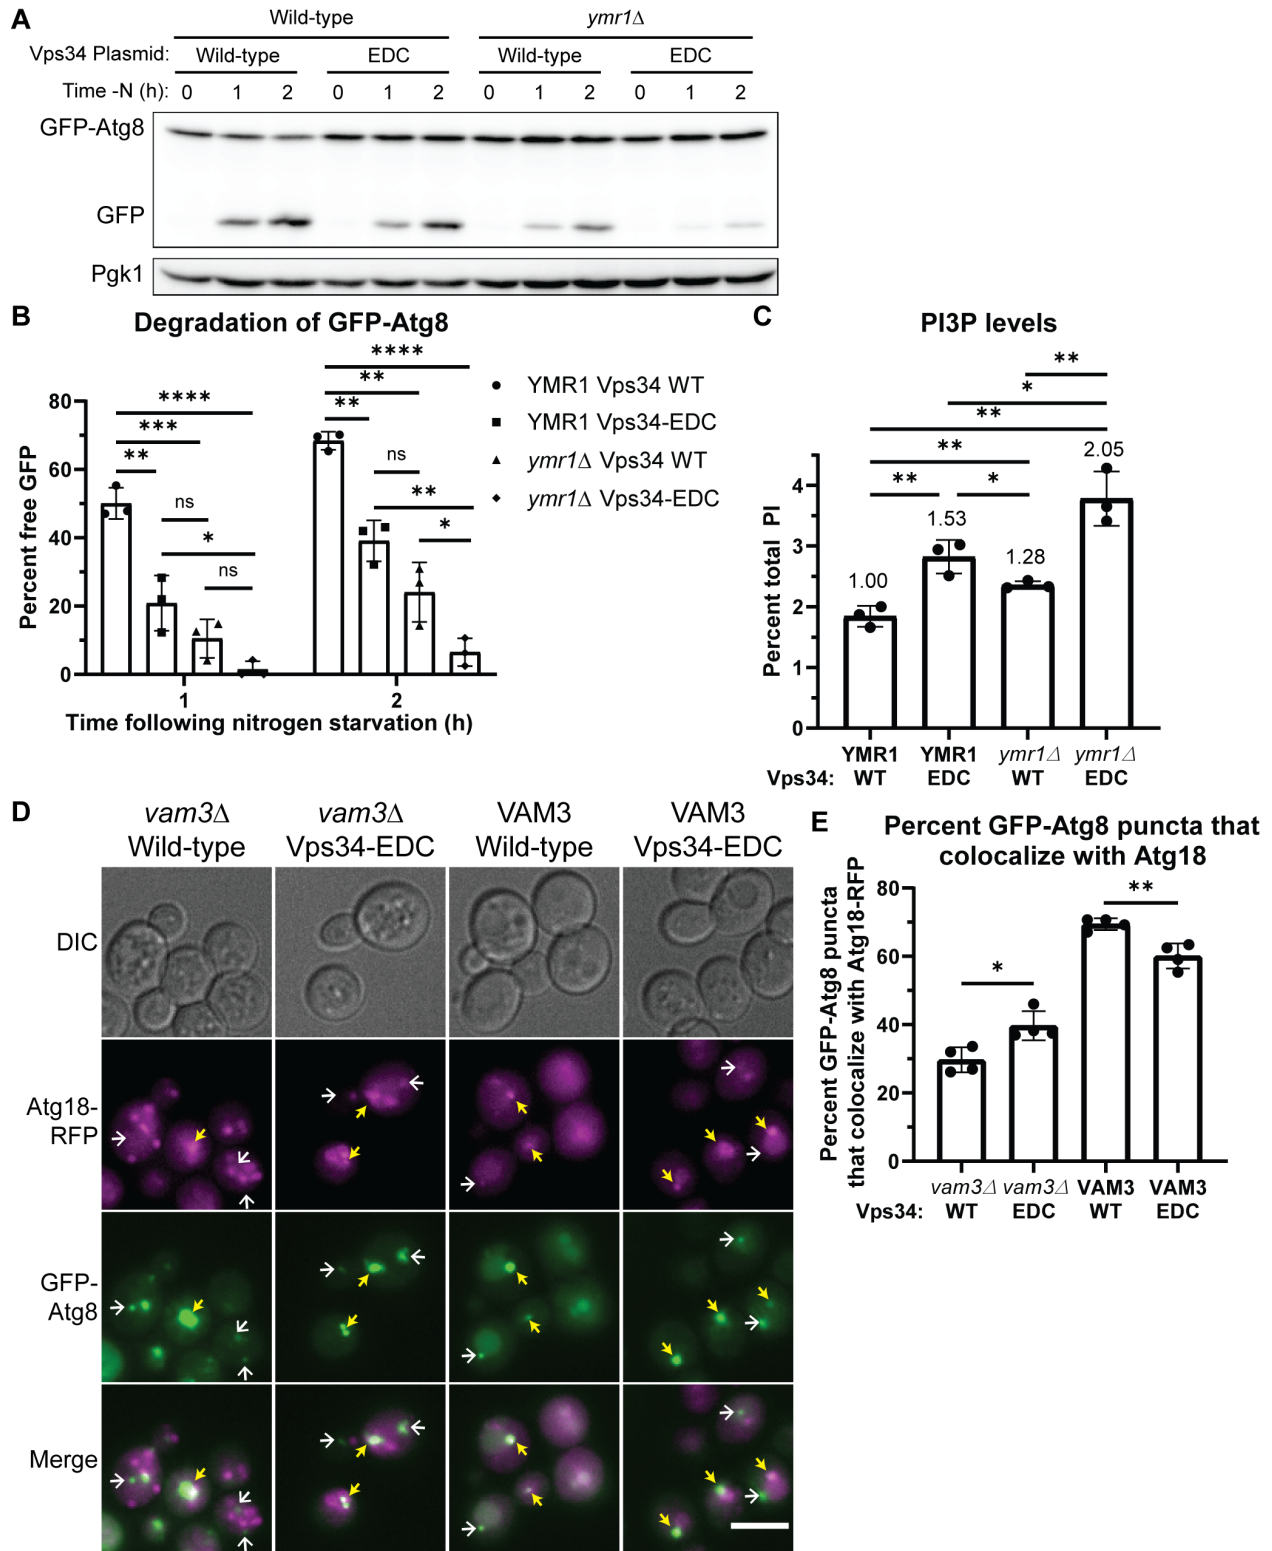 A
Wild-type ymr1Δ
Vps34 Plasmid: Wild-type EDC Wild-type EDC
Time -N (h): 0 1 2 0 1 2 0 1 2 0 1 2
GFP-Atg8
GFP
Pgk1
B
Degradation of GFP-Atg8
Percent free GFP
80
60
40
20
0
**** *** ** ns * ns
**** ** ** ns ** *
1 2
Time following nitrogen starvation (h)
YMR1 Vps34 WT
YMR1 Vps34-EDC
ymr1Δ Vps34 WT
ymr1Δ Vps34-EDC
C
PI3P levels
Percent total PI
4
3
2
1
0
**
*
**
**
** *
1.00 1.53 1.28 2.05
YMR1 YMR1 ymr1Δ ymr1Δ
Vps34: WT EDC WT EDC
D
vam3Δ vam3Δ VAM3 VAM3
Wild-type Vps34-EDC Wild-type Vps34-EDC
DIC
Atg18-
RFP
GFP-
Atg8
Merge
E
Percent GFP-Atg8 puncta that
colocalize with Atg18
Percent GFP-Atg8 puncta
that colocalize with Atg18-RFP
80
60
40
20
0
* **
vam3Δ vam3Δ VAM3 VAM3
Vps34: WT EDC WT EDC